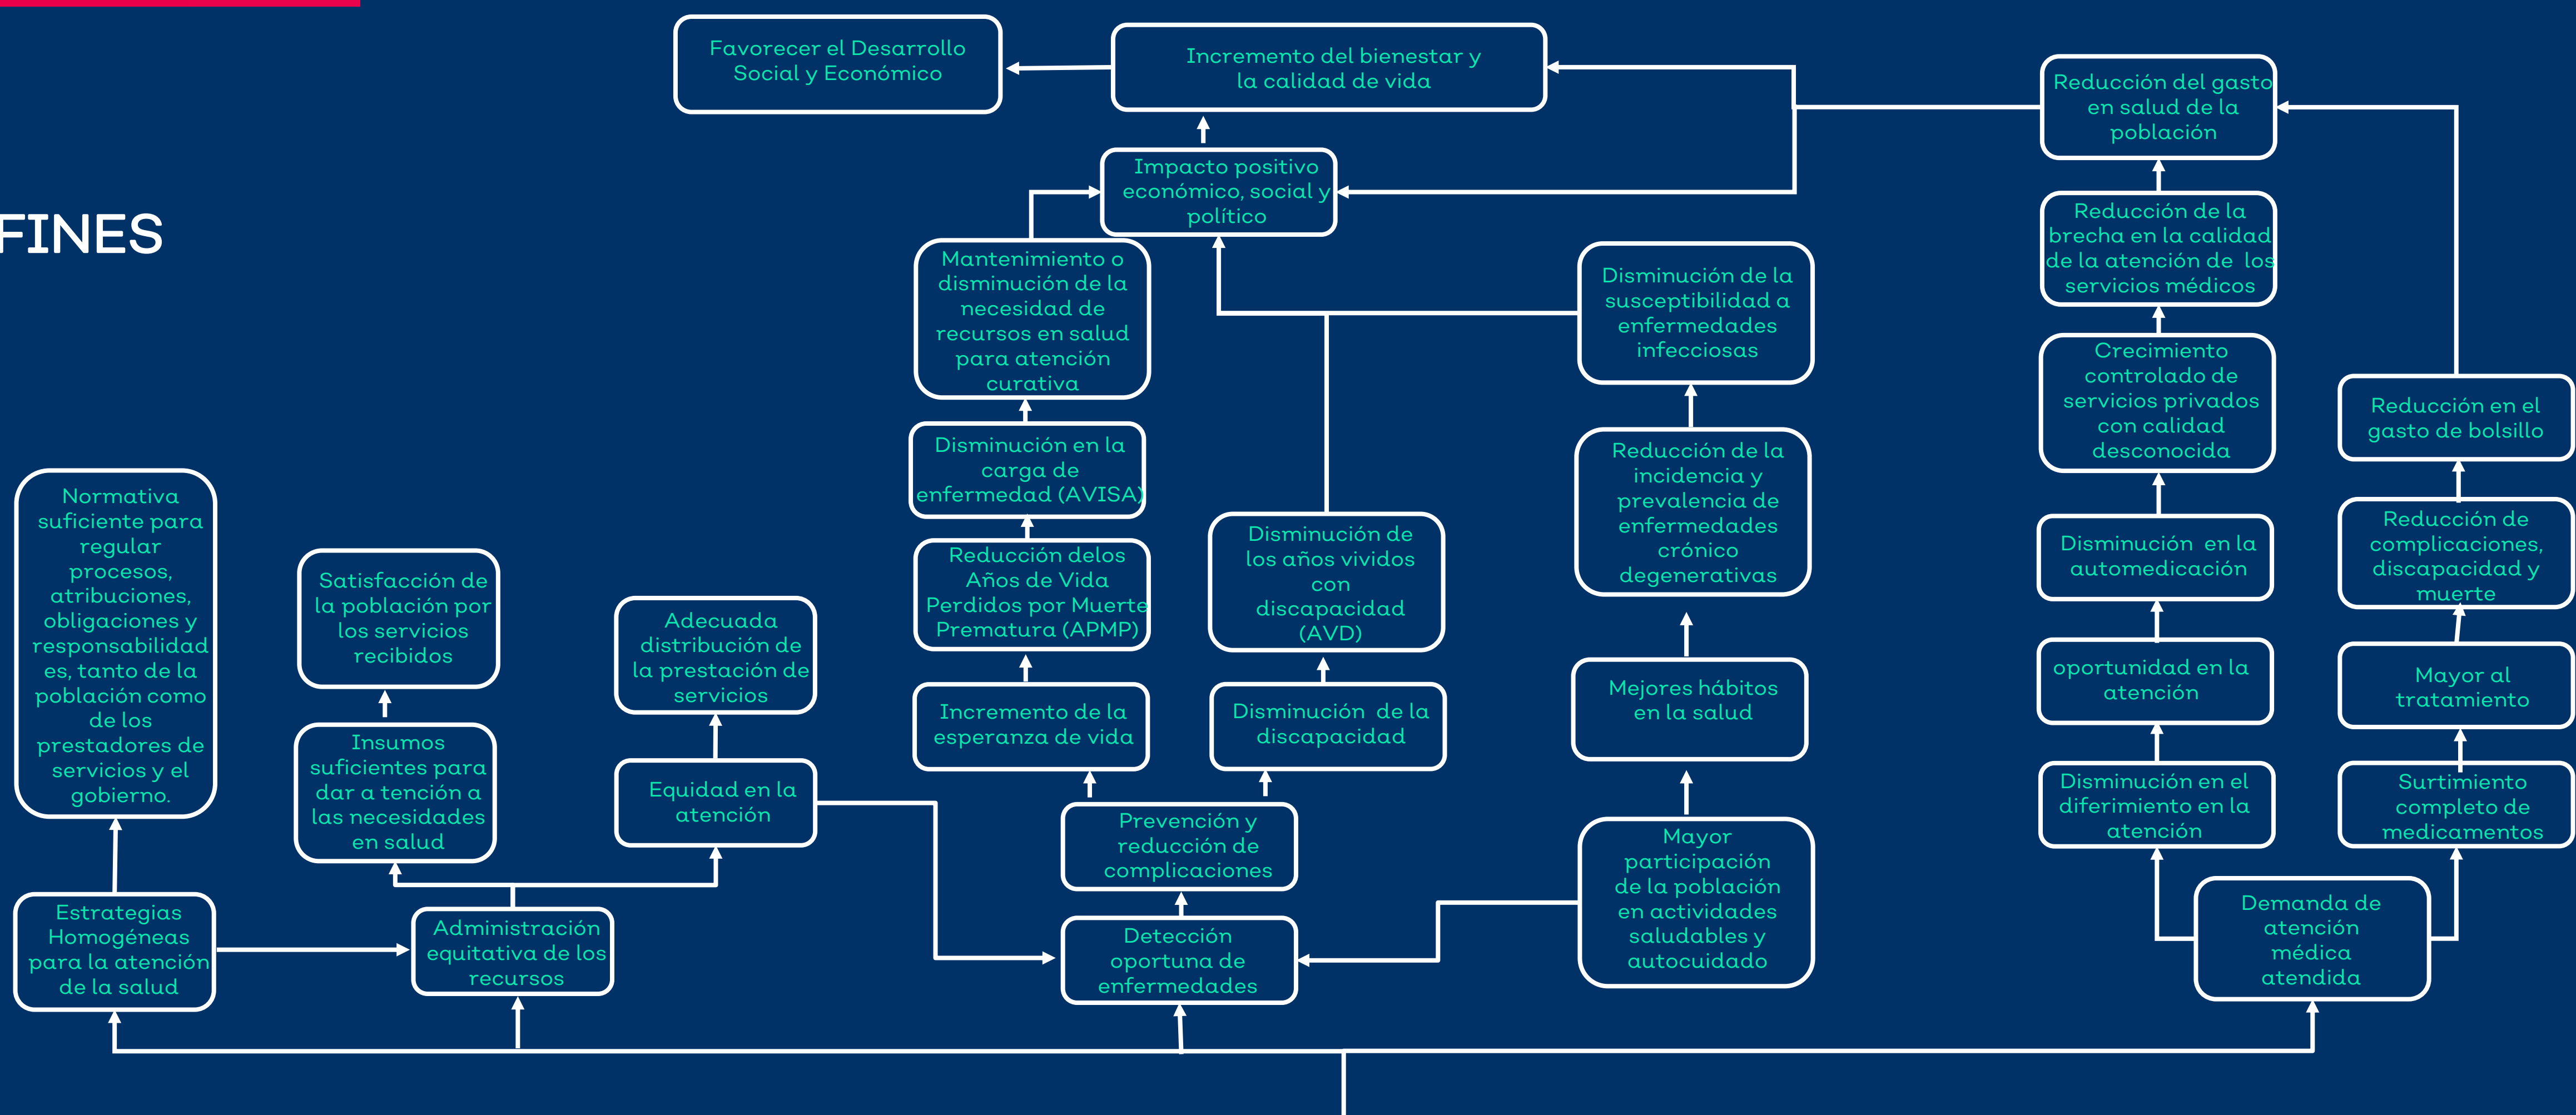 Favorecer el Desarrollo
Social y Económico
Incremento del bienestar y
la calidad de vida
Reducción del gasto
en salud de la
población
Impacto positivo
económico, social y
político
FINES
Reducción de la
brecha en la calidad
de la atención de los
servicios médicos
Mantenimiento o
disminución de la
necesidad de
recursos en salud
para atención
curativa
Disminución de la
susceptibilidad a
enfermedades
infecciosas
Crecimiento
controlado de
servicios privados
con calidad
desconocida
Reducción en el
gasto de bolsillo
Disminución en la
carga de
enfermedad (AVISA)
Reducción de la
incidencia y
prevalencia de
enfermedades
crónico
degenerativas
Normativa
suficiente para
regular
procesos,
atribuciones,
obligaciones y
responsabilidad
es, tanto de la
población como
de los
prestadores de
servicios y el
gobierno.
Satisfacción de
la población por
los servicios
recibidos
Adecuada
distribución de
la prestación de
servicios
Reducción delos
Años de Vida
Perdidos por Muerte
Prematura (APMP)
Disminución de
los años vividos
con
discapacidad
(AVD)
Disminución en la
automedicación
Reducción de
complicaciones,
discapacidad y
muerte
Incremento de la
esperanza de vida
Disminución de la
discapacidad
Mejores hábitos
en la salud
oportunidad en la
atención
Mayor al
tratamiento
Insumos
suficientes para
dar a tención a
las necesidades
en salud
Equidad en la
atención
Prevención y
reducción de
complicaciones
Mayor
participación
de la población
en actividades
saludables y
autocuidado
Disminución en el
diferimiento en la
atención
Surtimiento
completo de
medicamentos
Estrategias
Homogéneas
para la atención
de la salud
Administración
equitativa de los
recursos
Detección
oportuna de
enfermedades
Demanda de
atención
médica
atendida